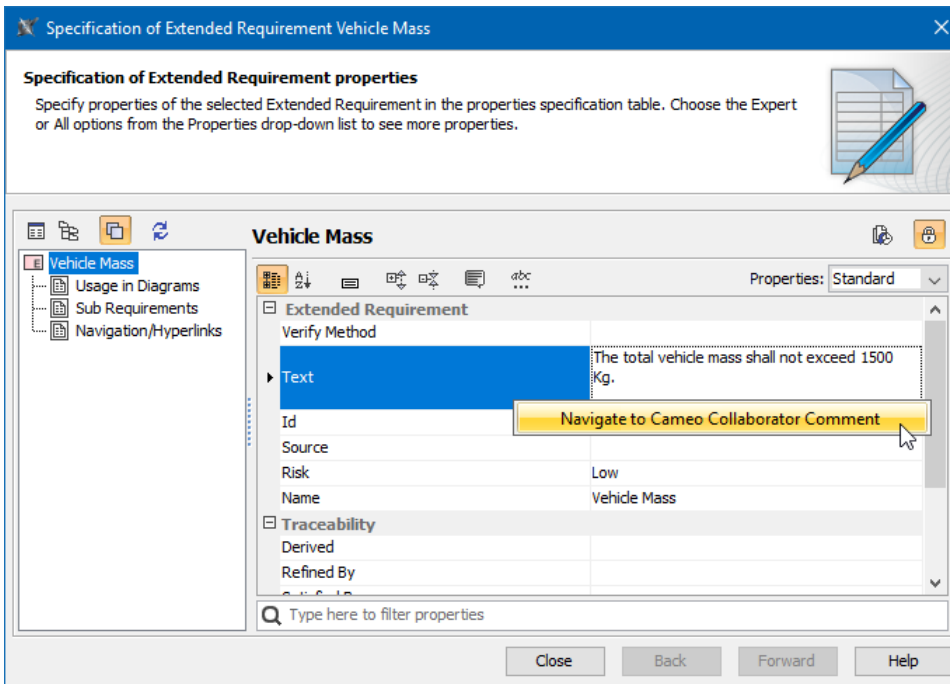 Specification of Extended Requirement Vehicle Mass
Specification of Extended Requirement properties
Specify properties of the selected Extended Requirement in the properties specification table. Choose the Expert
or All options from the Properties drop-down list to see more properties.
Vehicle Mass
E Vehicle Mass
Usage in Diagrams
Sub Requirements
Navigation/Hyperlinks
Properties: Standard
Extended Requirement
Verify Method
Text
The total vehicle mass shall not exceed 1500
Kg.
Id
Navigate to Cameo Collaborator Comment
Source
Risk Low
Name Vehicle Mass
Traceability
Derived
Refined By
Type here to filter properties
Close Back Forward Help